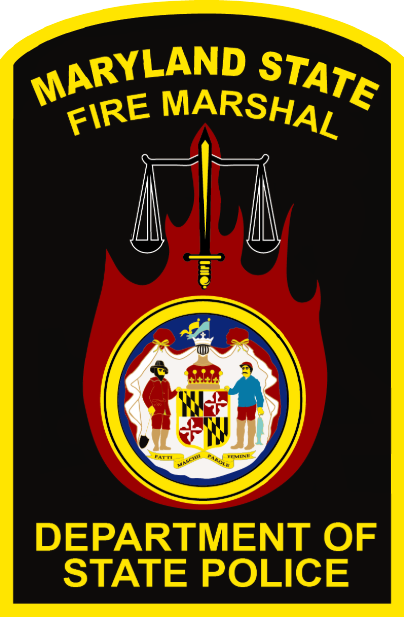 MARYLAND STATE
FIRE MARSHAL
FATTI MASCHII PAROLE FEMINE
DEPARTMENT OF
STATE POLICE